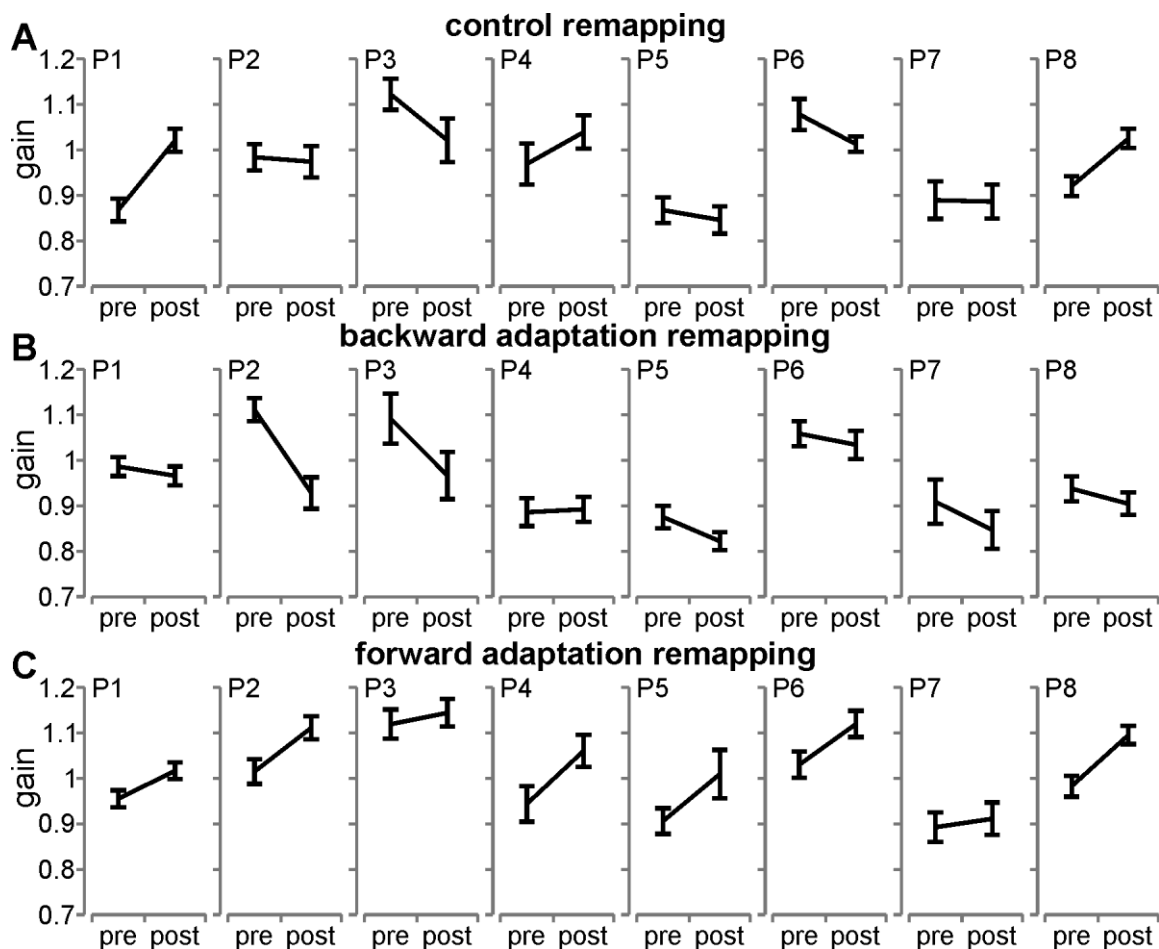 A control remapping
P1 P2 P3 P4 P5 P6 P7 P8
gain
1.2
1.1
1
0.9
0.8
0.7
pre post pre post pre post pre post pre post pre post pre post pre post
B backward adaptation remapping
P1 P2 P3 P4 P5 P6 P7 P8
gain
1.2
1.1
1
0.9
0.8
0.7
pre post pre post pre post pre post pre post pre post pre post pre post
C forward adaptation remapping
P1 P2 P3 P4 P5 P6 P7 P8
gain
1.2
1.1
1
0.9
0.8
0.7
pre post pre post pre post pre post pre post pre post pre post pre post